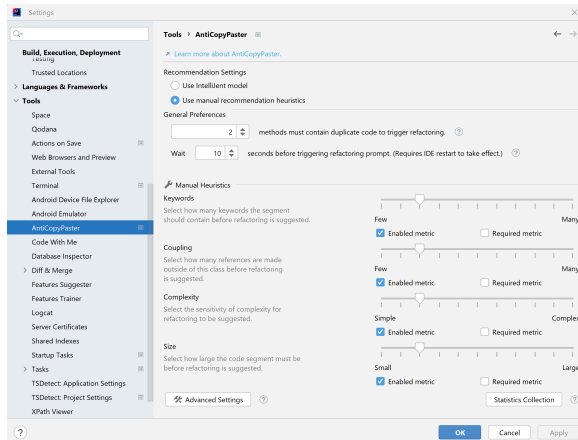 Settings
Build, Execution, Deployment
Testing
Trusted Locations
Languages & Frameworks
Tools
Space
Qodana
Actions on Save
Web Browsers and Preview
External Tools
Terminal
Android Device File Explorer
Android Emulator
AntiCopyPaster
Code With Me
Database Inspector
Diff & Merge
Features Suggester
Features Trainer
Logcat
Server Certificates
Shared Indexes
Startup Tasks
Tasks
TSDetect: Application Settings
TSDetect: Project Settings
XPath Viewer
?
Tools › AntiCopyPaster
Learn more about AntiCopyPaster.
Recommendation Settings
Use IntelliJent model
Use manual recommendation heuristics
General Preferences
2 methods must contain duplicate code to trigger refactoring. ?
Wait 10 seconds before triggering refactoring prompt. (Requires IDE restart to take effect.) ?
Manual Heuristics
Keywords
Select how many keywords the segment
should contain before refactoring is suggested.
Few Many
Enabled metric Required metric
Coupling
Select how many references are made
outside of this class before refactoring
is suggested.
Few Many
Enabled metric Required metric
Complexity
Select the sensitivity of complexity for
refactoring to be suggested.
Simple Complex
Enabled metric Required metric
Size
Select how large the code segment must be
before refactoring is suggested.
Small Large
Enabled metric Required metric
Advanced Settings ? Statistics Collection ?
OK Cancel Apply